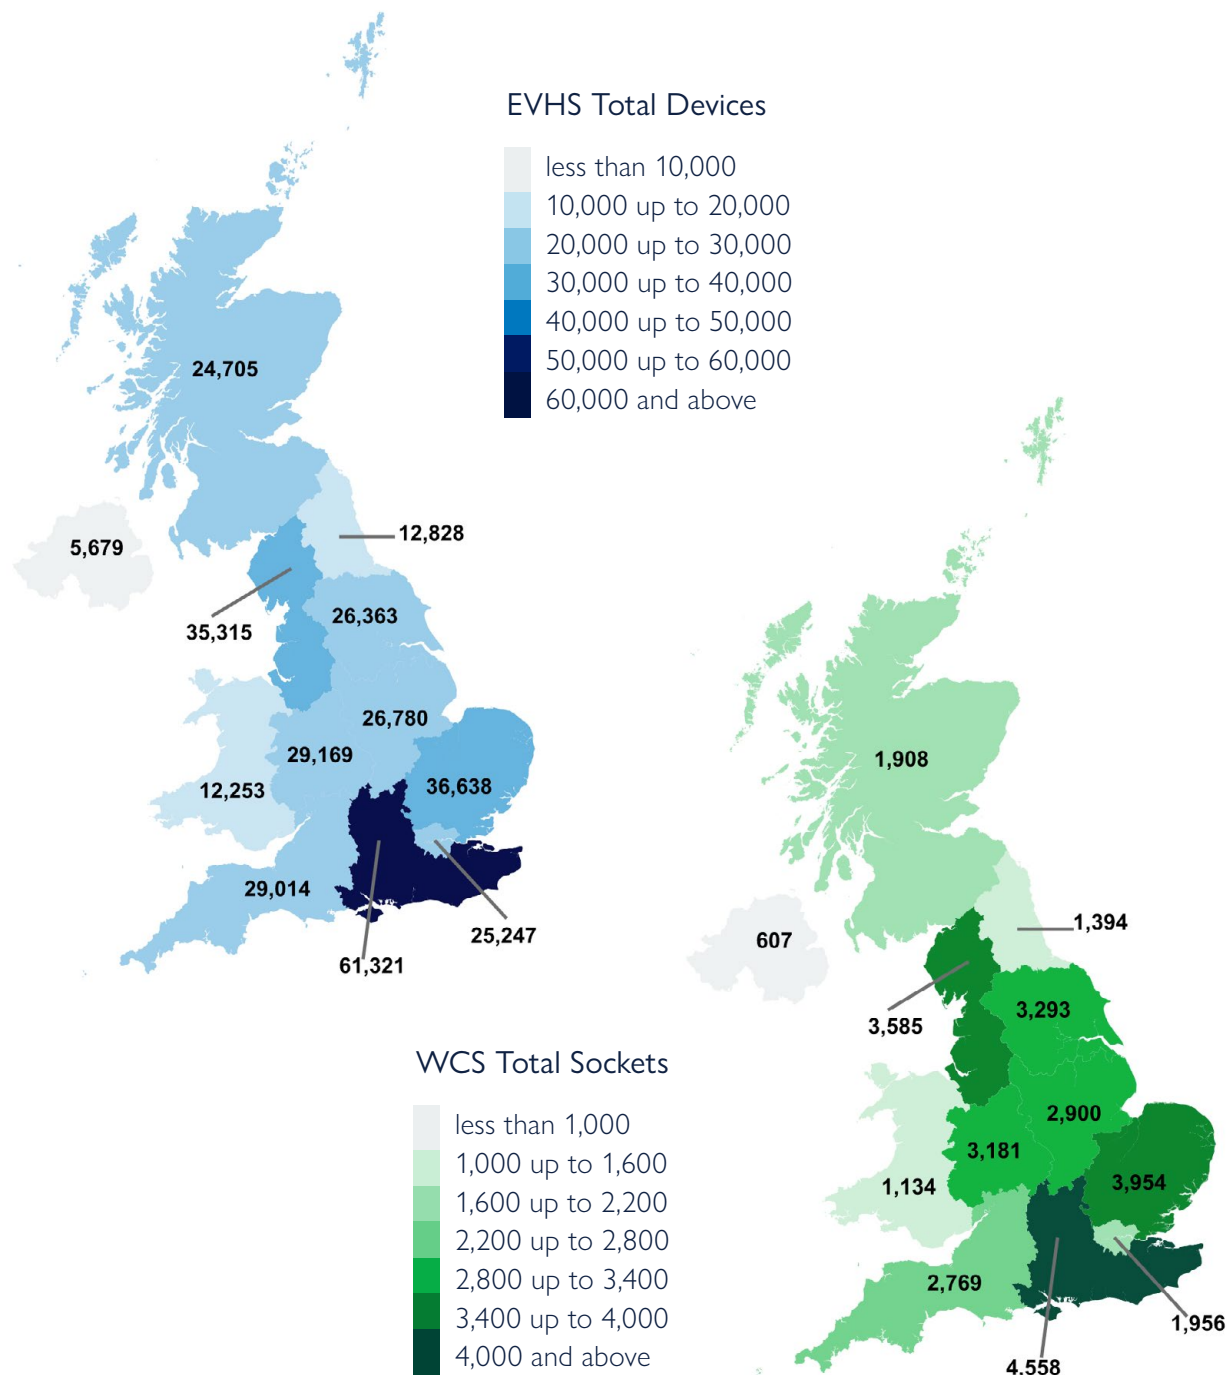 EVHS Total Devices
less than 10,000
10,000 up to 20,000
20,000 up to 30,000
30,000 up to 40,000
40,000 up to 50,000
50,000 up to 60,000
60,000 and above
24,705
12,828
5,679
35,315
26,363
26,780
29,169
12,253
36,638
29,014
25,247
61,321
WCS Total Sockets
less than 1,000
1,000 up to 1,600
1,600 up to 2,200
2,200 up to 2,800
2,800 up to 3,400
3,400 up to 4,000
4,000 and above
1,908
1,394
607
3,585
3,293
2,900
3,181
1,134
3,954
2,769
1,956
4,558